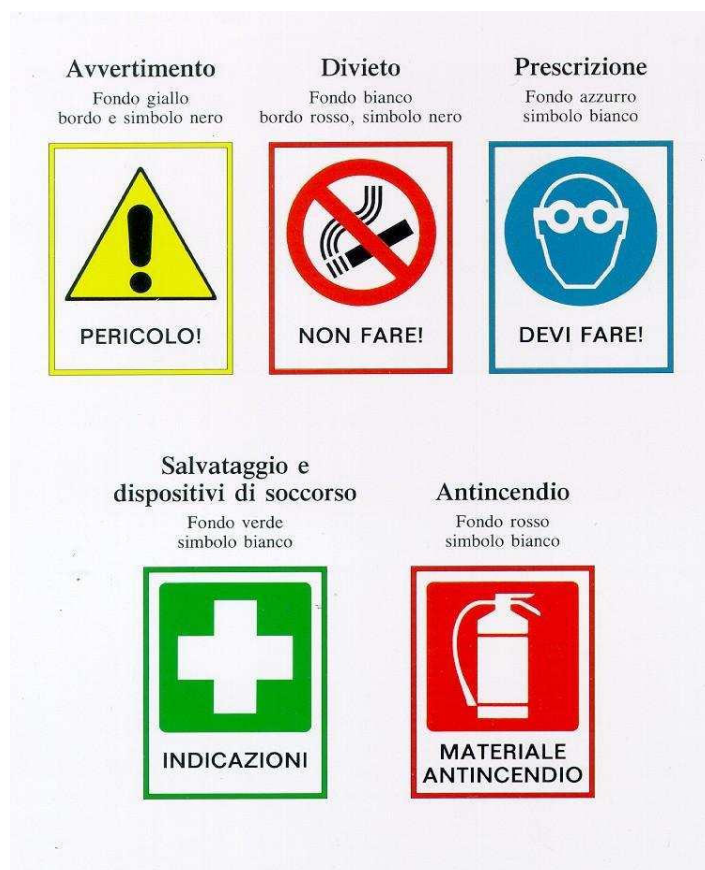 Avvertimento
Fondo giallo
bordo e simbolo nero
PERICOLO!
Divieto
Fondo bianco
bordo rosso, simbolo nero
NON FARE!
Prescrizione
Fondo azzurro
simbolo bianco
DEVI FARE!
Salvataggio e
dispositivi di soccorso
Fondo verde
simbolo bianco
INDICAZIONI
Antincendio
Fondo rosso
simbolo bianco
MATERIALE
ANTINCENDIO